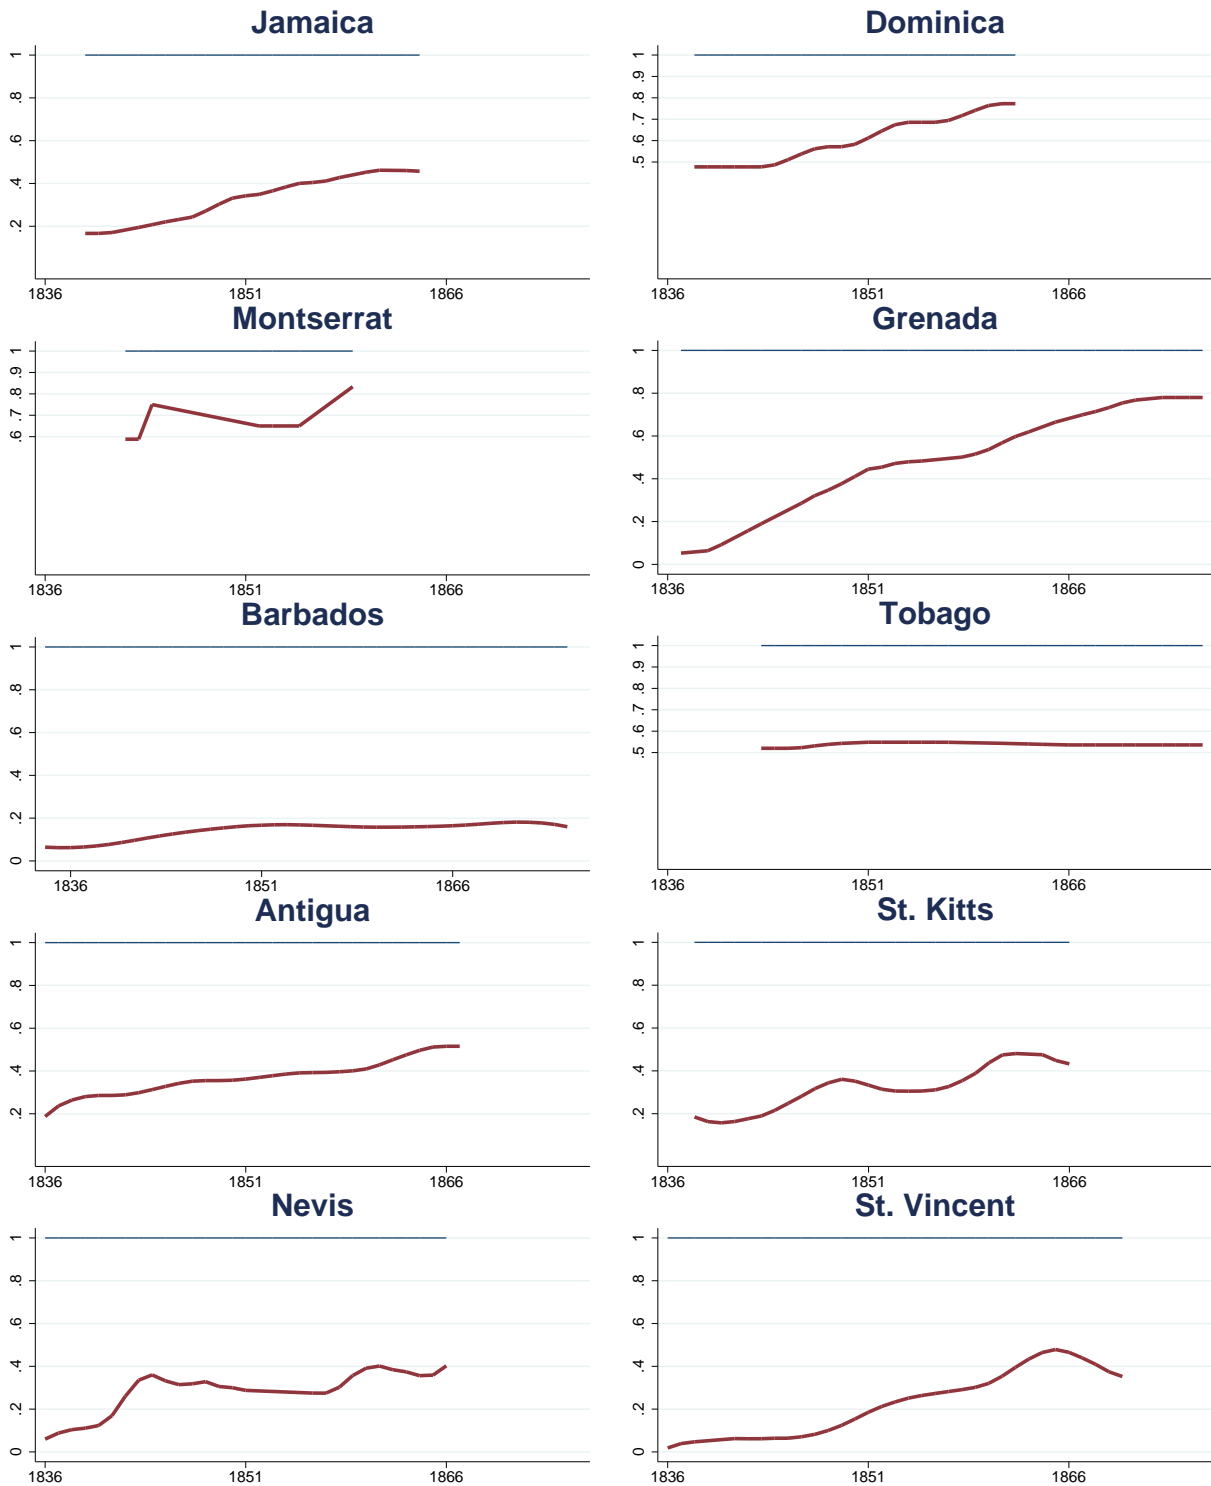 Jamaica
1
.8
.6
.4
.2
1836 1851 1866
Dominica
1
.9
.8
.7
.6
.5
1836 1851 1866
Montserrat
1
.9
.8
.7
.6
1836 1851 1866
Grenada
1
.8
.6
.4
.2
0
1836 1851 1866
Barbados
1
.8
.6
.4
.2
0
1836 1851 1866
Tobago
1
.9
.8
.7
.6
.5
1836 1851 1866
Antigua
1
.8
.6
.4
.2
1836 1851 1866
St. Kitts
1
.8
.6
.4
.2
1836 1851 1866
Nevis
1
.8
.6
.4
.2
0
1836 1851 1866
St. Vincent
1
.8
.6
.4
.2
0
1836 1851 1866